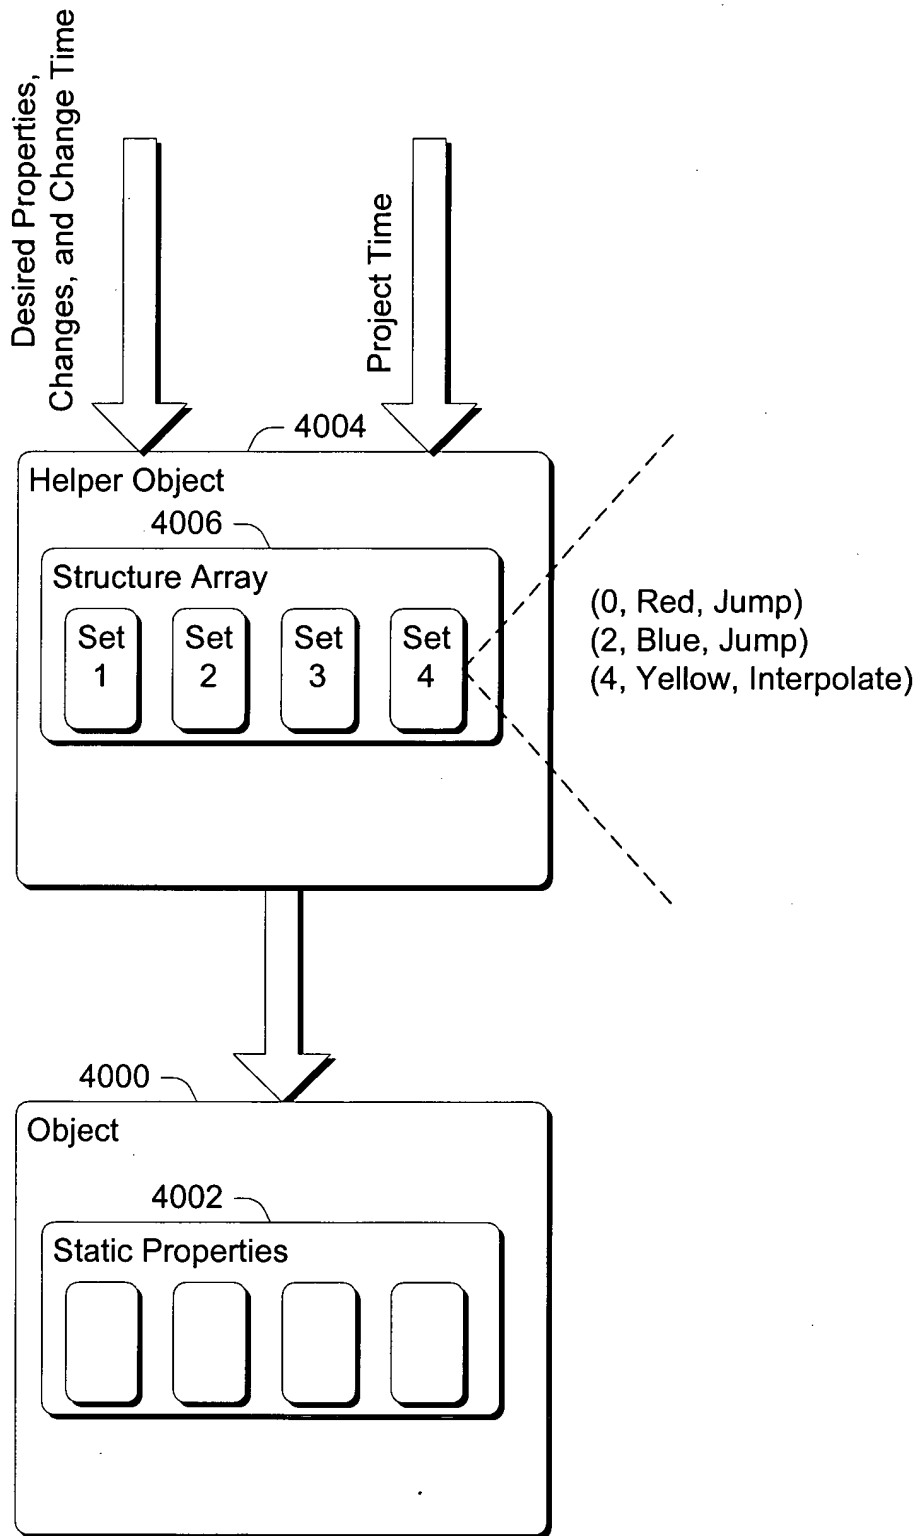 Desired Properties,
Changes, and Change Time
Project Time
4004
Helper Object
4006
Structure Array
Set
1
Set
2
Set
3
Set
4
(0, Red, Jump)
(2, Blue, Jump)
(4, Yellow, Interpolate)
4000
Object
4002
Static Properties